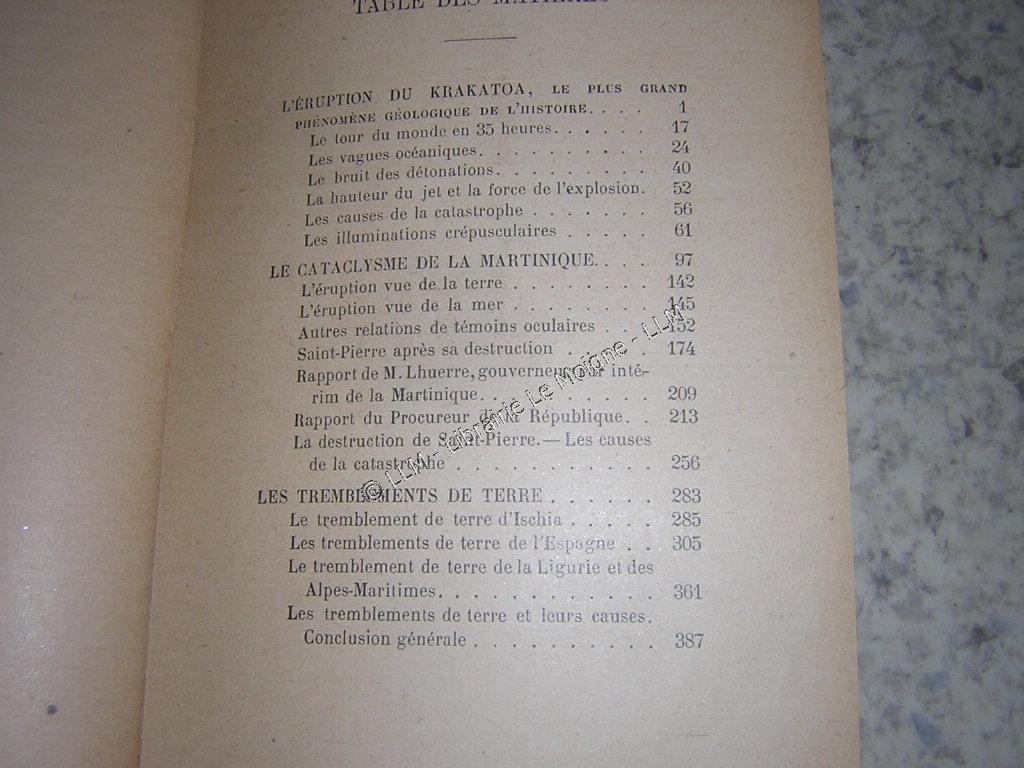 TABLE DES MATIÈRES
L'ÉRUPTION DU KRAKATOA, LE PLUS GRAND
PHÉNOMÈNE GÉOLOGIQUE DE L'HISTOIRE. . . . 1
Le tour du monde en 35 heures. . . . . . 17
Les vagues océaniques. . . . . . . . . . 24
Le bruit des détonations. . . . . . . . . 40
La hauteur du jet et la force de l'explosion. 52
Les causes de la catastrophe . . . . . . . 56
Les illuminations crépusculaires . . . . . 61
LE CATACLYSME DE LA MARTINIQUE. . . . 97
L'éruption vue de la terre . . . . . . . . 142
L'éruption vue de la mer . . . . . . . . 145
Autres relations de témoins oculaires . . . 152
Saint-Pierre après sa destruction . . . . . 174
Rapport de M. Lhuerre, gouverneur par inté-
rim de la Martinique. . . . . . . . . . 209
Rapport du Procureur de la République. . 213
La destruction de Saint-Pierre. — Les causes
de la catastrophe . . . . . . . . . . . 256
LES TREMBLEMENTS DE TERRE . . . . . . 283
Le tremblement de terre d'Ischia . . . . . 285
Les tremblements de terre de l'Espagne . . 305
Le tremblement de terre de la Ligurie et des
Alpes-Maritimes. . . . . . . . . . . . 361
Les tremblements de terre et leurs causes.
Conclusion générale . . . . . . . . . . 387
© LLM - Librairie Le Moigne - LLM